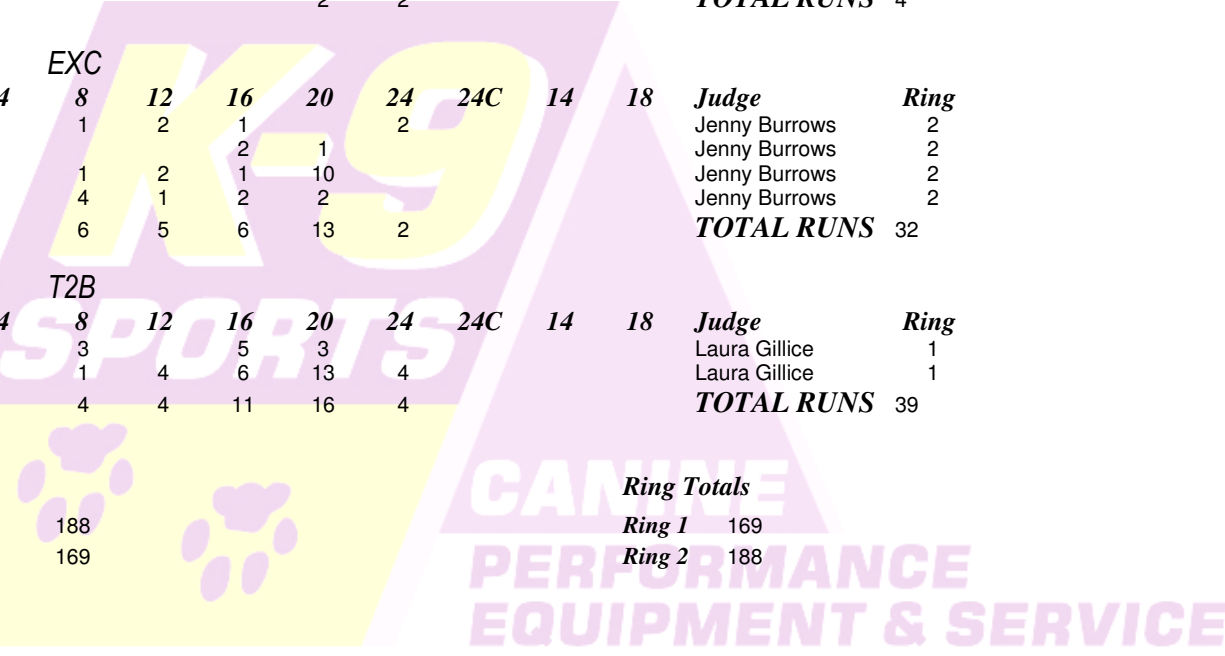 2 2 TOTAL RUNS 4
EXC
4 8 12 16 20 24 24C 14 18 Judge Ring
1 2 1 2 Jenny Burrows 2
2 1 Jenny Burrows 2
1 2 1 10 Jenny Burrows 2
4 1 2 2 Jenny Burrows 2
6 5 6 13 2 TOTAL RUNS 32
T2B
4 8 12 16 20 24 24C 14 18 Judge Ring
3 5 3 Laura Gillice 1
1 4 6 13 4 Laura Gillice 1
4 4 11 16 4 TOTAL RUNS 39
Ring Totals
188 Ring 1 169
169 Ring 2 188
K-9
SPORTS
CANINE
PERFORMANCE
EQUIPMENT & SERVICE